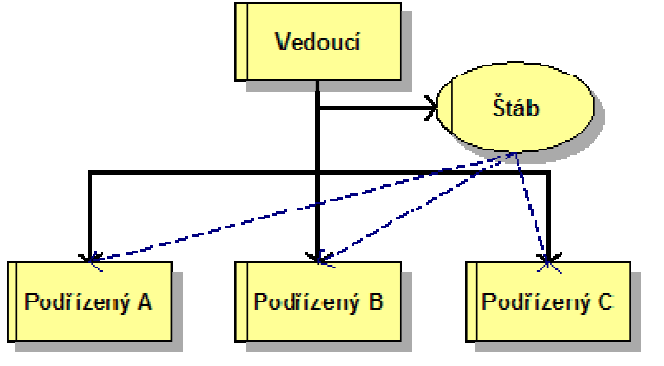 Vedoucí
Štáb
Podřízený A
Podřízený B
Podřízený C